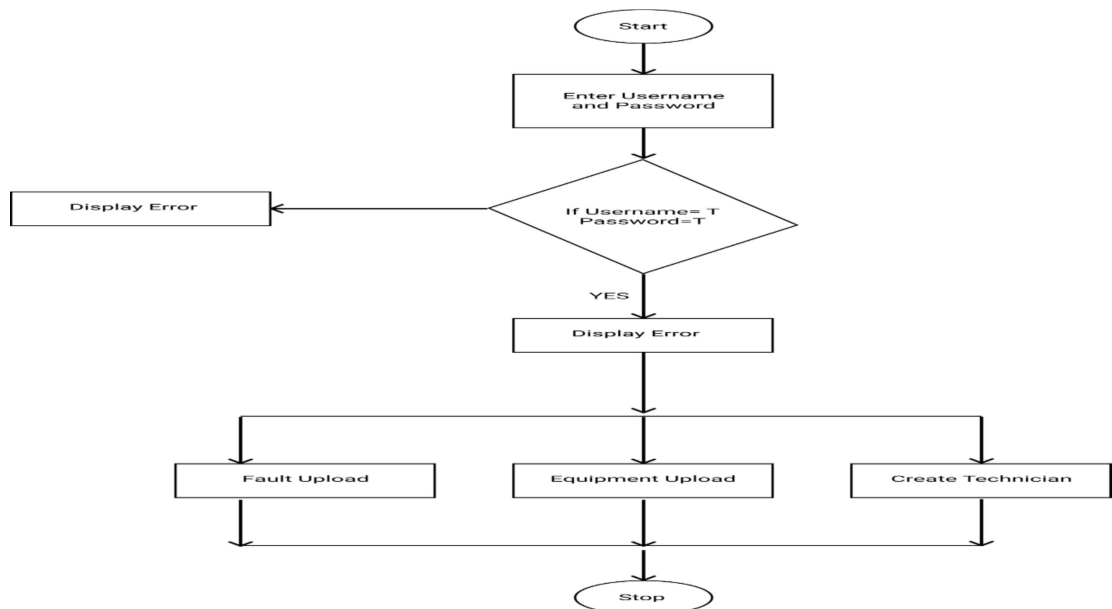 Start
Enter Username
and Password
Display Error
If Username= T
Password=T
YES
Display Error
Fault Upload
Equipment Upload
Create Technician
Stop